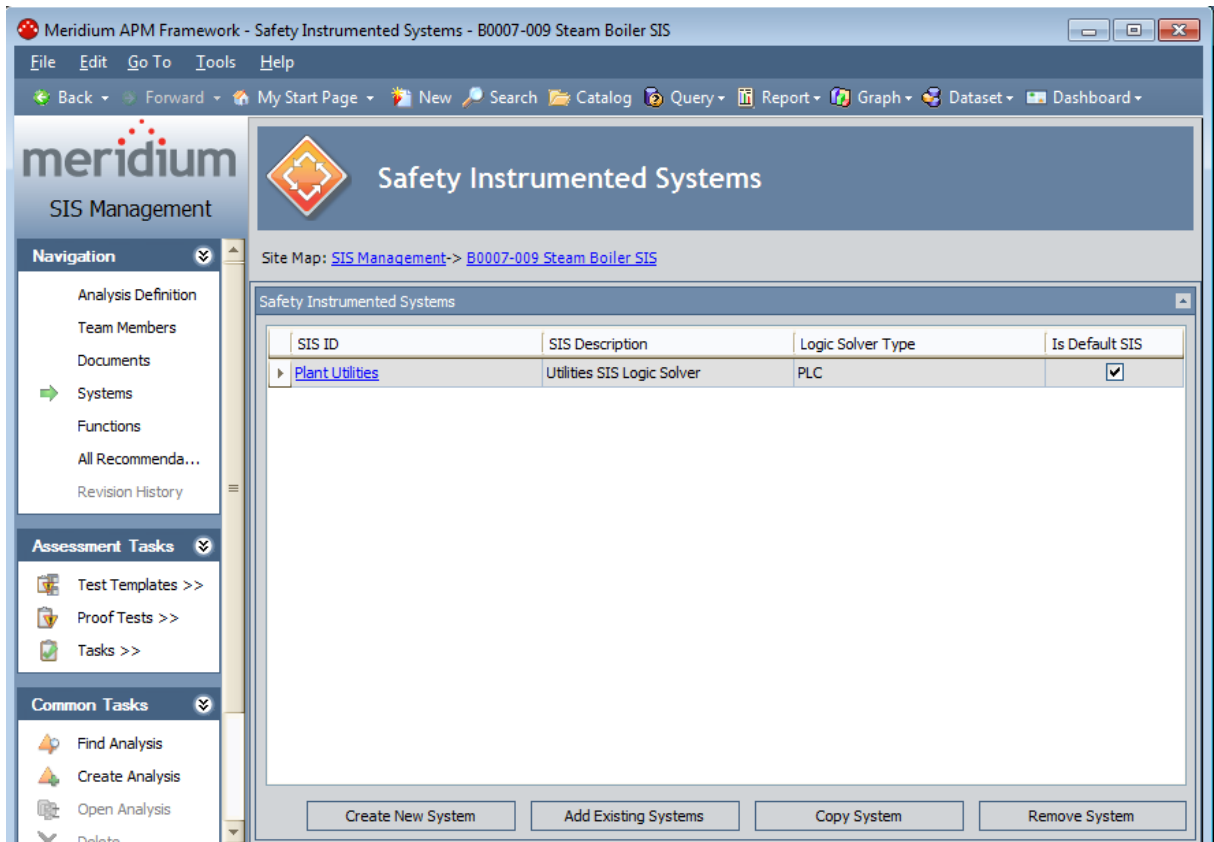 Meridium APM Framework - Safety Instrumented Systems - B0007-009 Steam Boiler SIS
File Edit Go To Tools Help
Back Forward My Start Page New Search Catalog Query Report Graph Dataset Dashboard
meridium
SIS Management
Safety Instrumented Systems
Navigation
Analysis Definition
Team Members
Documents
Systems
Functions
All Recommenda...
Revision History
Assessment Tasks
Test Templates >>
Proof Tests >>
Tasks >>
Common Tasks
Find Analysis
Create Analysis
Open Analysis
Delete
Site Map: SIS Management-> B0007-009 Steam Boiler SIS
Safety Instrumented Systems
SIS ID SIS Description Logic Solver Type Is Default SIS
Plant Utilities Utilities SIS Logic Solver PLC
Create New System Add Existing Systems Copy System Remove System